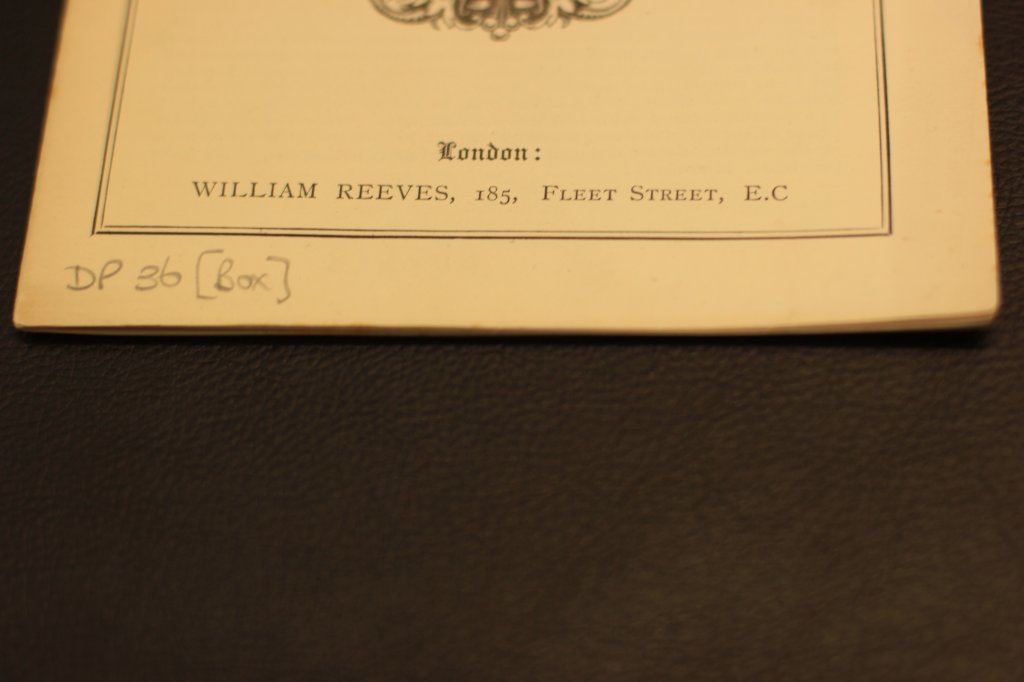 London:
WILLIAM REEVES, 185, FLEET STREET, E.C
DP 36 [Box]